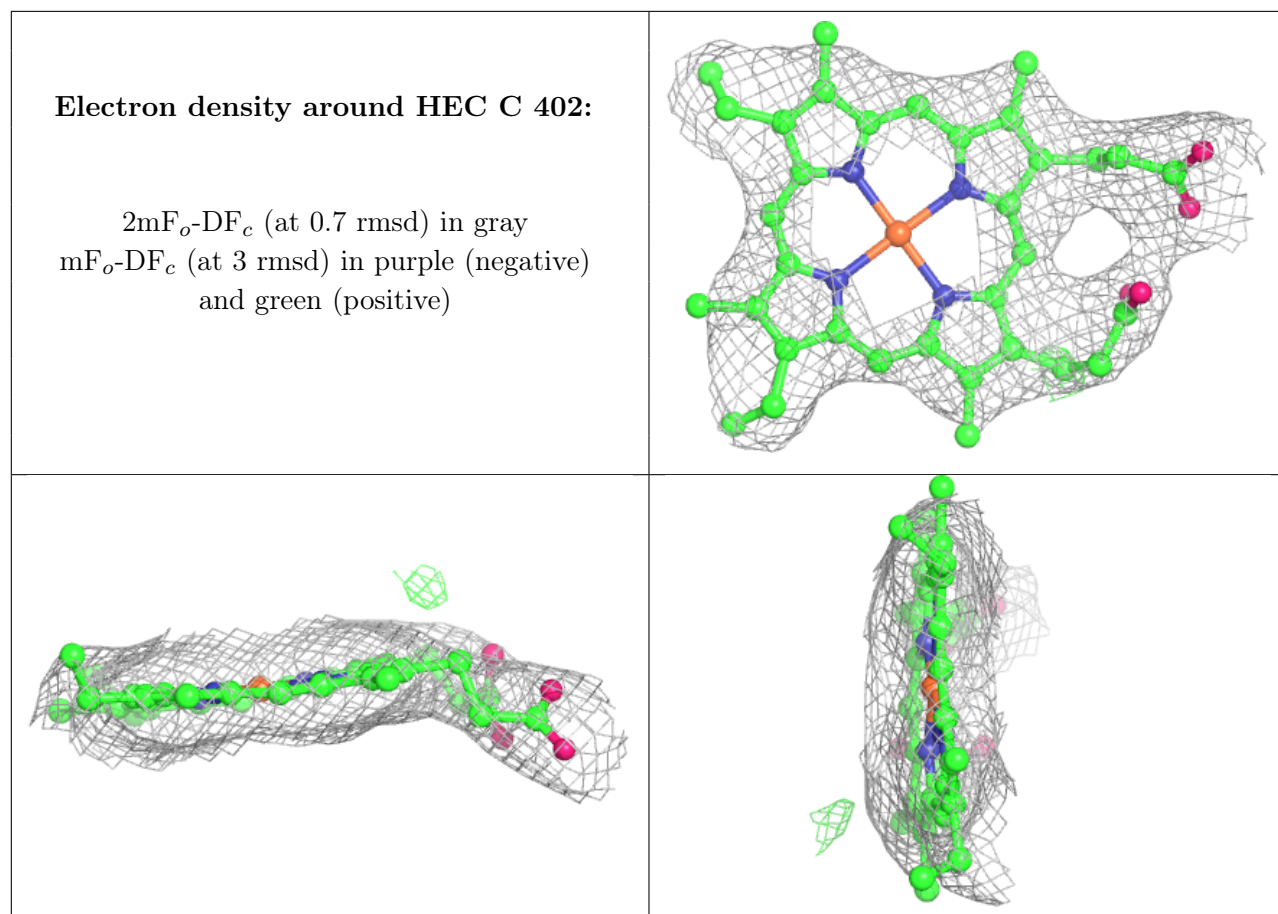 Electron density around HEC C 402:
2mFo-DFc (at 0.7 rmsd) in gray
mFo-DFc (at 3 rmsd) in purple (negative)
and green (positive)